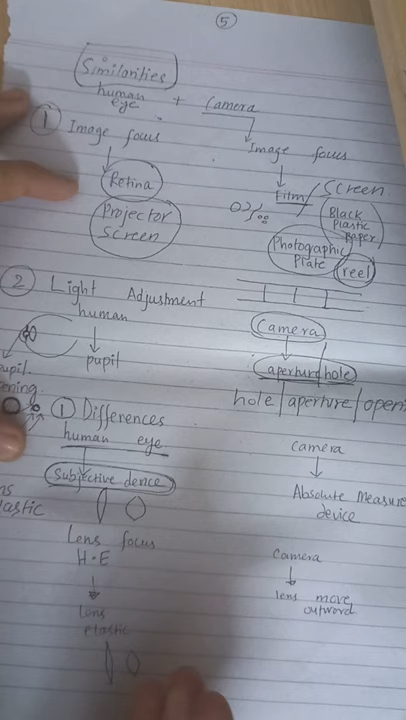 5
Similarities
human eye + Camera
① Image focus
Image focus
Retina
Film/Screen
Projector Screen
Black Plastic Paper
Photographic Plate
reel
② Light Adjustment
human
Camera
pupil
aperture/hole
hole/aperture/open
① Differences
human eye
Camera
Subjective
Absolute Measure
device
Lens focus
H.E
Camera
lens move outword
Lens
elastic